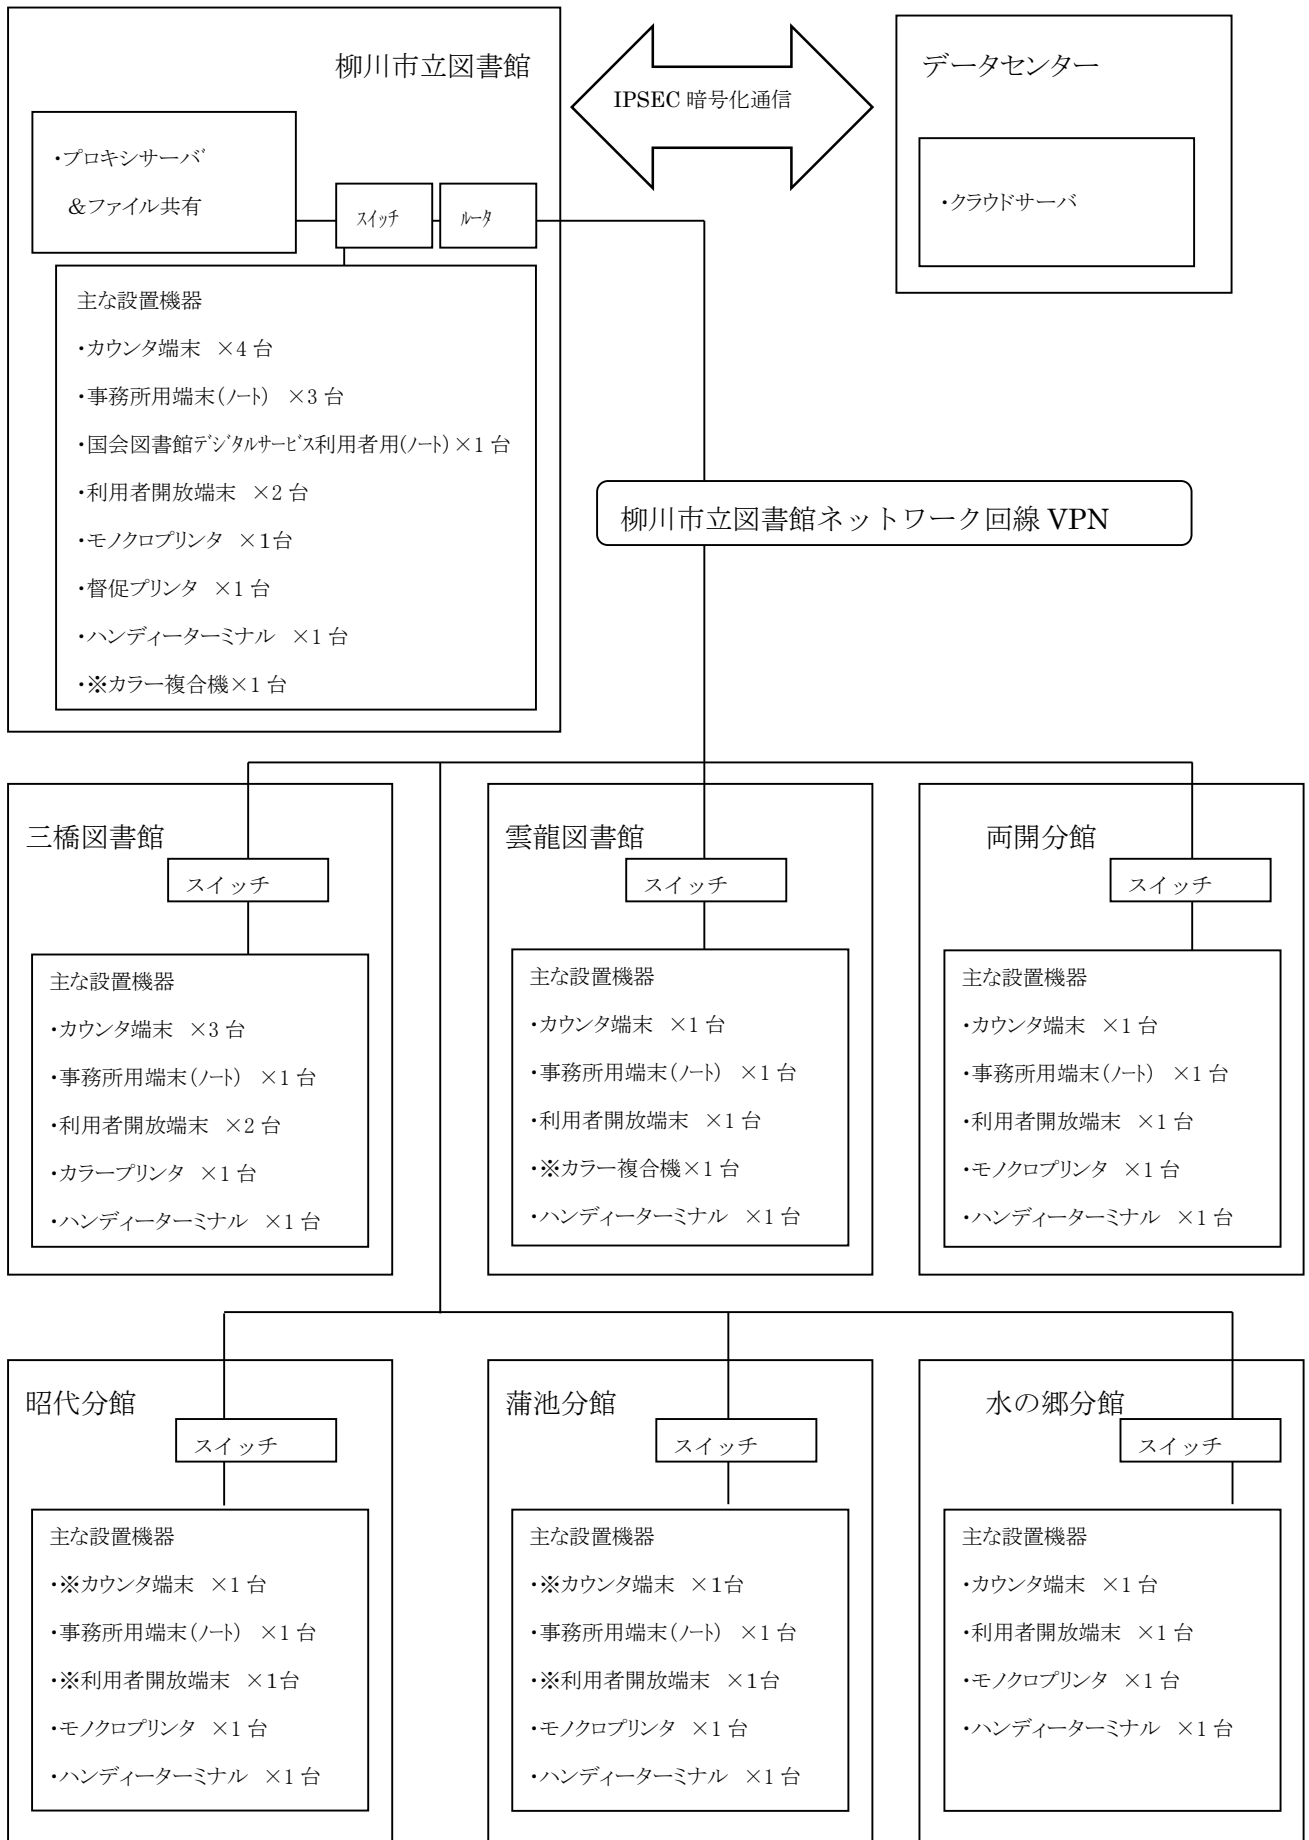 柳川市立図書館
・プロキシサーバ
&ファイル共有
スイッチ
ルータ
主な設置機器
・カウンタ端末 ×4台
・事務所用端末(ノート) ×3台
・国会図書館デジタルサービス利用者用(ノート)×1台
・利用者開放端末 ×2台
・モノクロプリンタ ×1台
・督促プリンタ ×1台
・ハンディーターミナル ×1台
・※カラー複合機×1台
IPSEC 暗号化通信
データセンター
・クラウドサーバ
柳川市立図書館ネットワーク回線 VPN
三橋図書館
スイッチ
主な設置機器
・カウンタ端末 ×3台
・事務所用端末(ノート) ×1台
・利用者開放端末 ×2台
・カラープリンタ ×1台
・ハンディーターミナル ×1台
雲龍図書館
スイッチ
主な設置機器
・カウンタ端末 ×1台
・事務所用端末(ノート) ×1台
・利用者開放端末 ×1台
・※カラー複合機×1台
・ハンディーターミナル ×1台
両開分館
スイッチ
主な設置機器
・カウンタ端末 ×1台
・事務所用端末(ノート) ×1台
・利用者開放端末 ×1台
・モノクロプリンタ ×1台
・ハンディーターミナル ×1台
昭代分館
スイッチ
主な設置機器
・※カウンタ端末 ×1台
・事務所用端末(ノート) ×1台
・※利用者開放端末 ×1台
・モノクロプリンタ ×1台
・ハンディーターミナル ×1台
蒲池分館
スイッチ
主な設置機器
・※カウンタ端末 ×1台
・事務所用端末(ノート) ×1台
・※利用者開放端末 ×1台
・モノクロプリンタ ×1台
・ハンディーターミナル ×1台
水の郷分館
スイッチ
主な設置機器
・カウンタ端末 ×1台
・利用者開放端末 ×1台
・モノクロプリンタ ×1台
・ハンディーターミナル ×1台